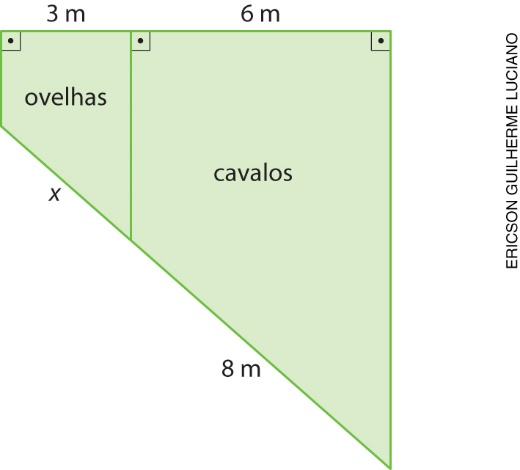 3 m
6 m
ovelhas
cavalos
x
8 m
ERICSON GUILHERME LUCIANO